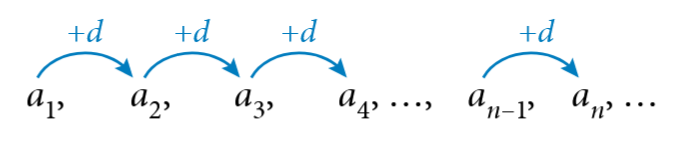 +d +d +d +d
a₁, a₂, a₃, a₄, …, aₙ₋₁, aₙ, …